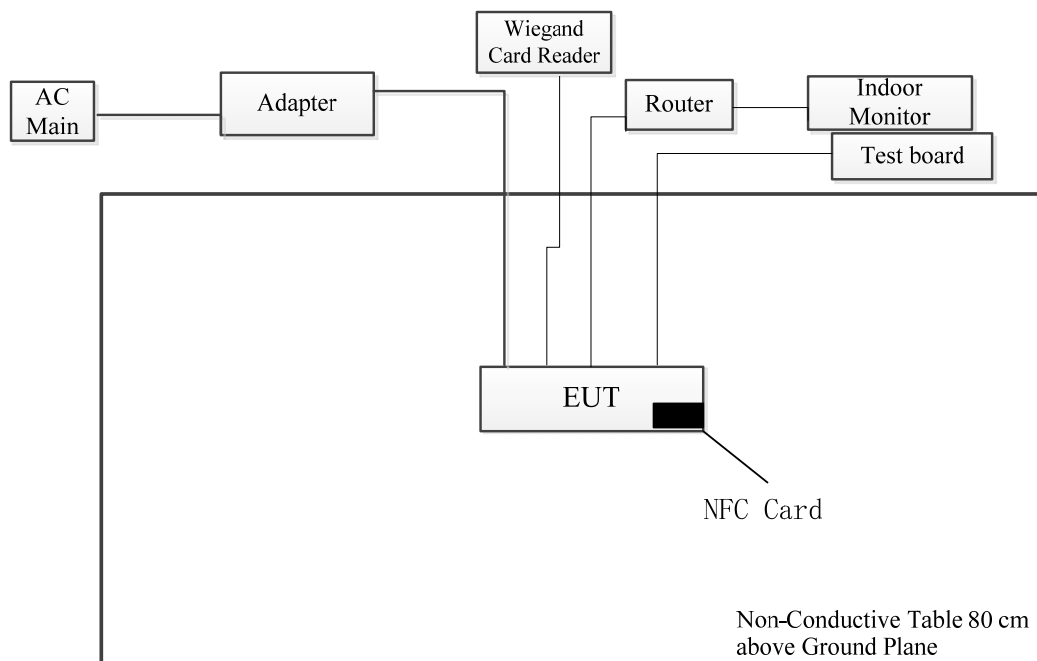 Wiegand
Card Reader
AC
Main
Adapter
Router
Indoor
Monitor
Test board
EUT
NFC Card
Non-Conductive Table 80 cm
above Ground Plane